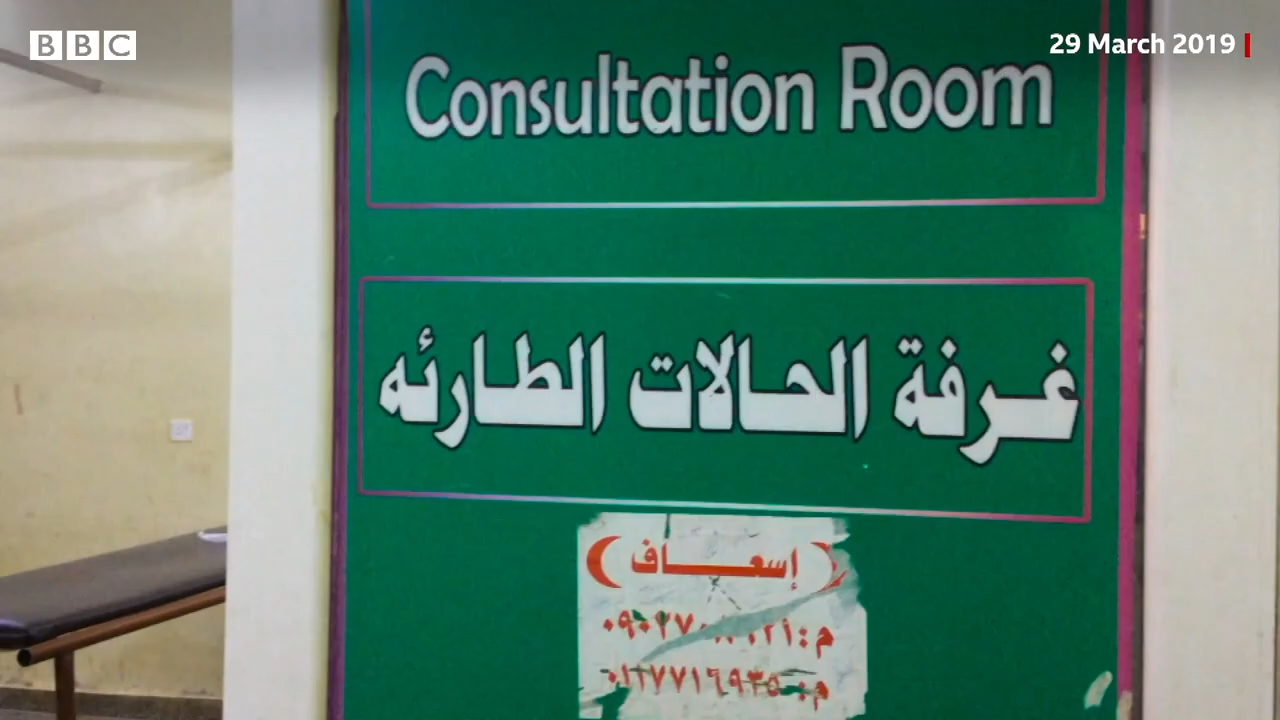 BBC
29 March 2019
Consultation Room
غرفة الحالات الطارئه
( إسعاف )